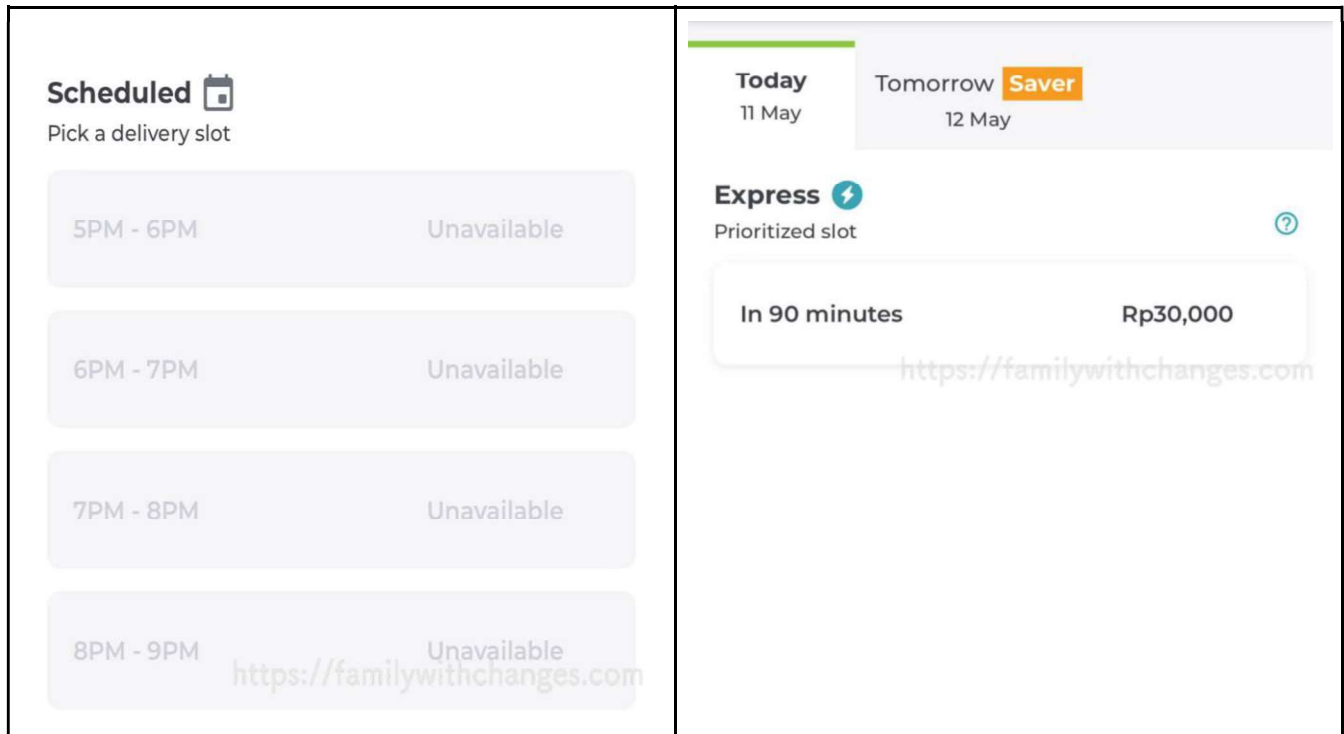 Scheduled
Pick a delivery slot
5PM - 6PM Unavailable
6PM - 7PM Unavailable
7PM - 8PM Unavailable
8PM - 9PM Unavailable
https://familywithchanges.com
Today
11 May
Tomorrow Saver
12 May
Express
Prioritized slot
?
In 90 minutes Rp30,000
https://familywithchanges.com